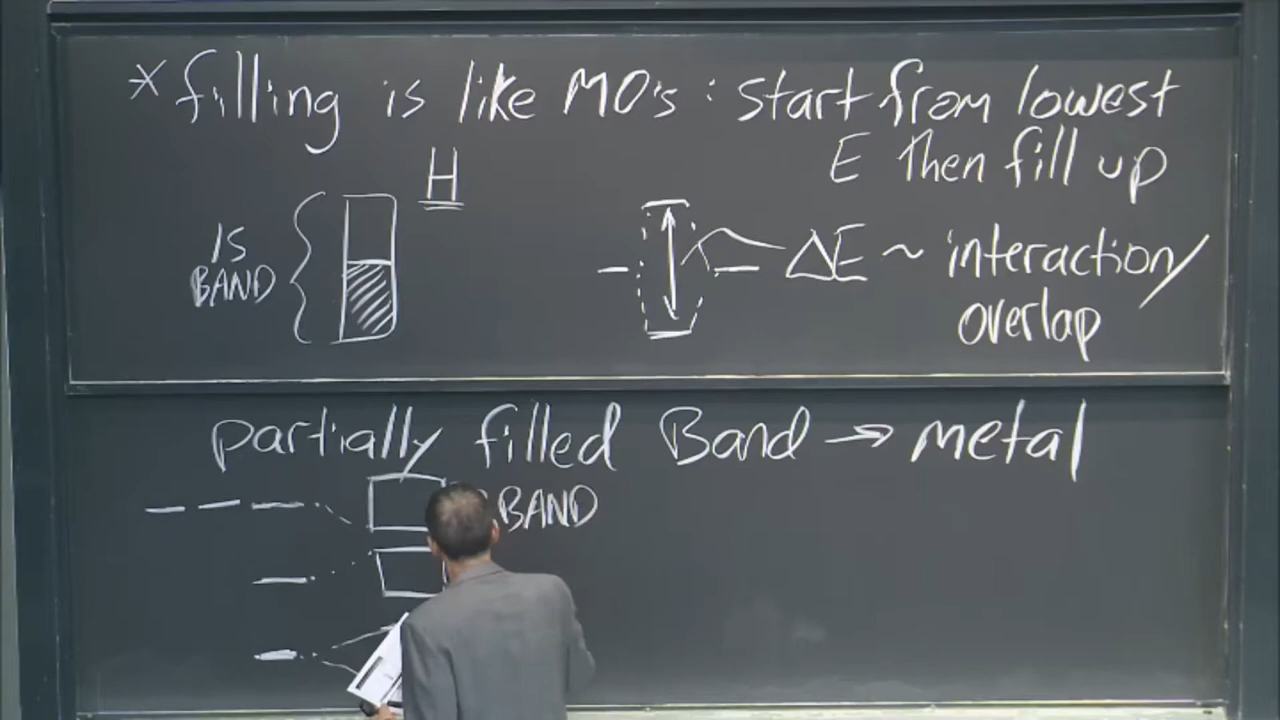 * filling is like MO's : start from lowest
E then fill up
H
1S
BAND
ΔE ~ interaction/
overlap
partially filled Band → metal
BAND